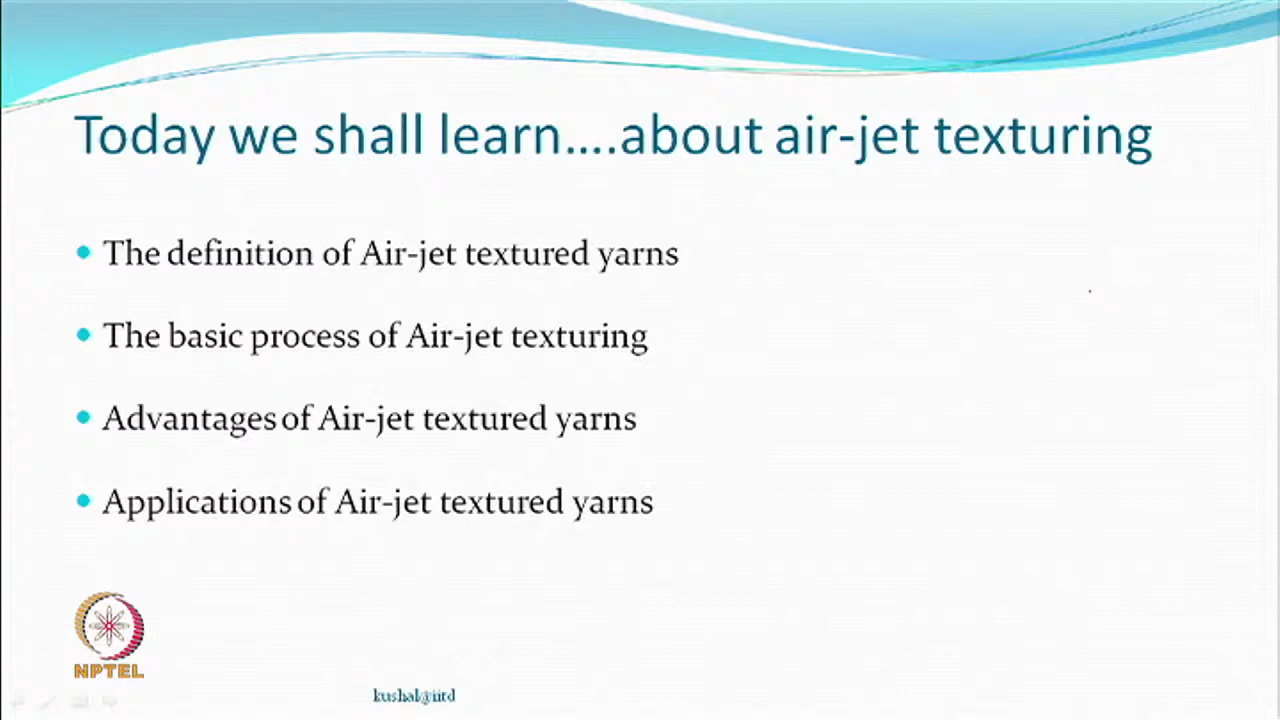 Today we shall learn....about air-jet texturing
The definition of Air-jet textured yarns
The basic process of Air-jet texturing
Advantages of Air-jet textured yarns
Applications of Air-jet textured yarns
NPTEL
kushal@iitd